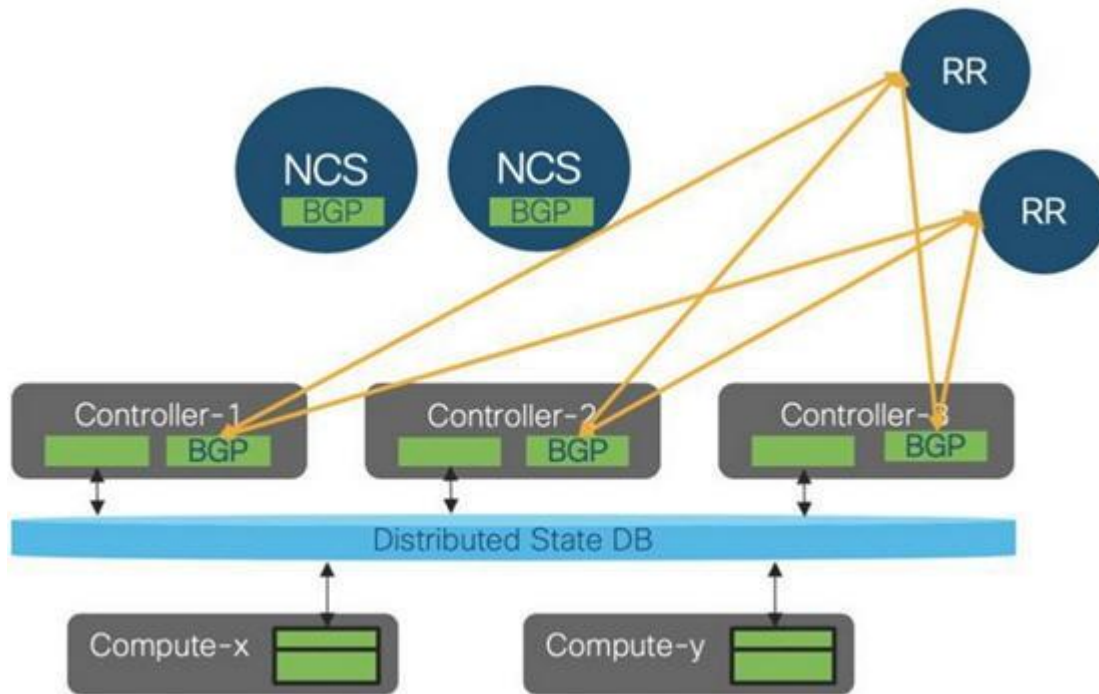 RR
NCS
BGP
NCS
BGP
RR
Controller-1
BGP
Controller-2
BGP
Controller-3
BGP
Distributed State DB
Compute-x
Compute-y